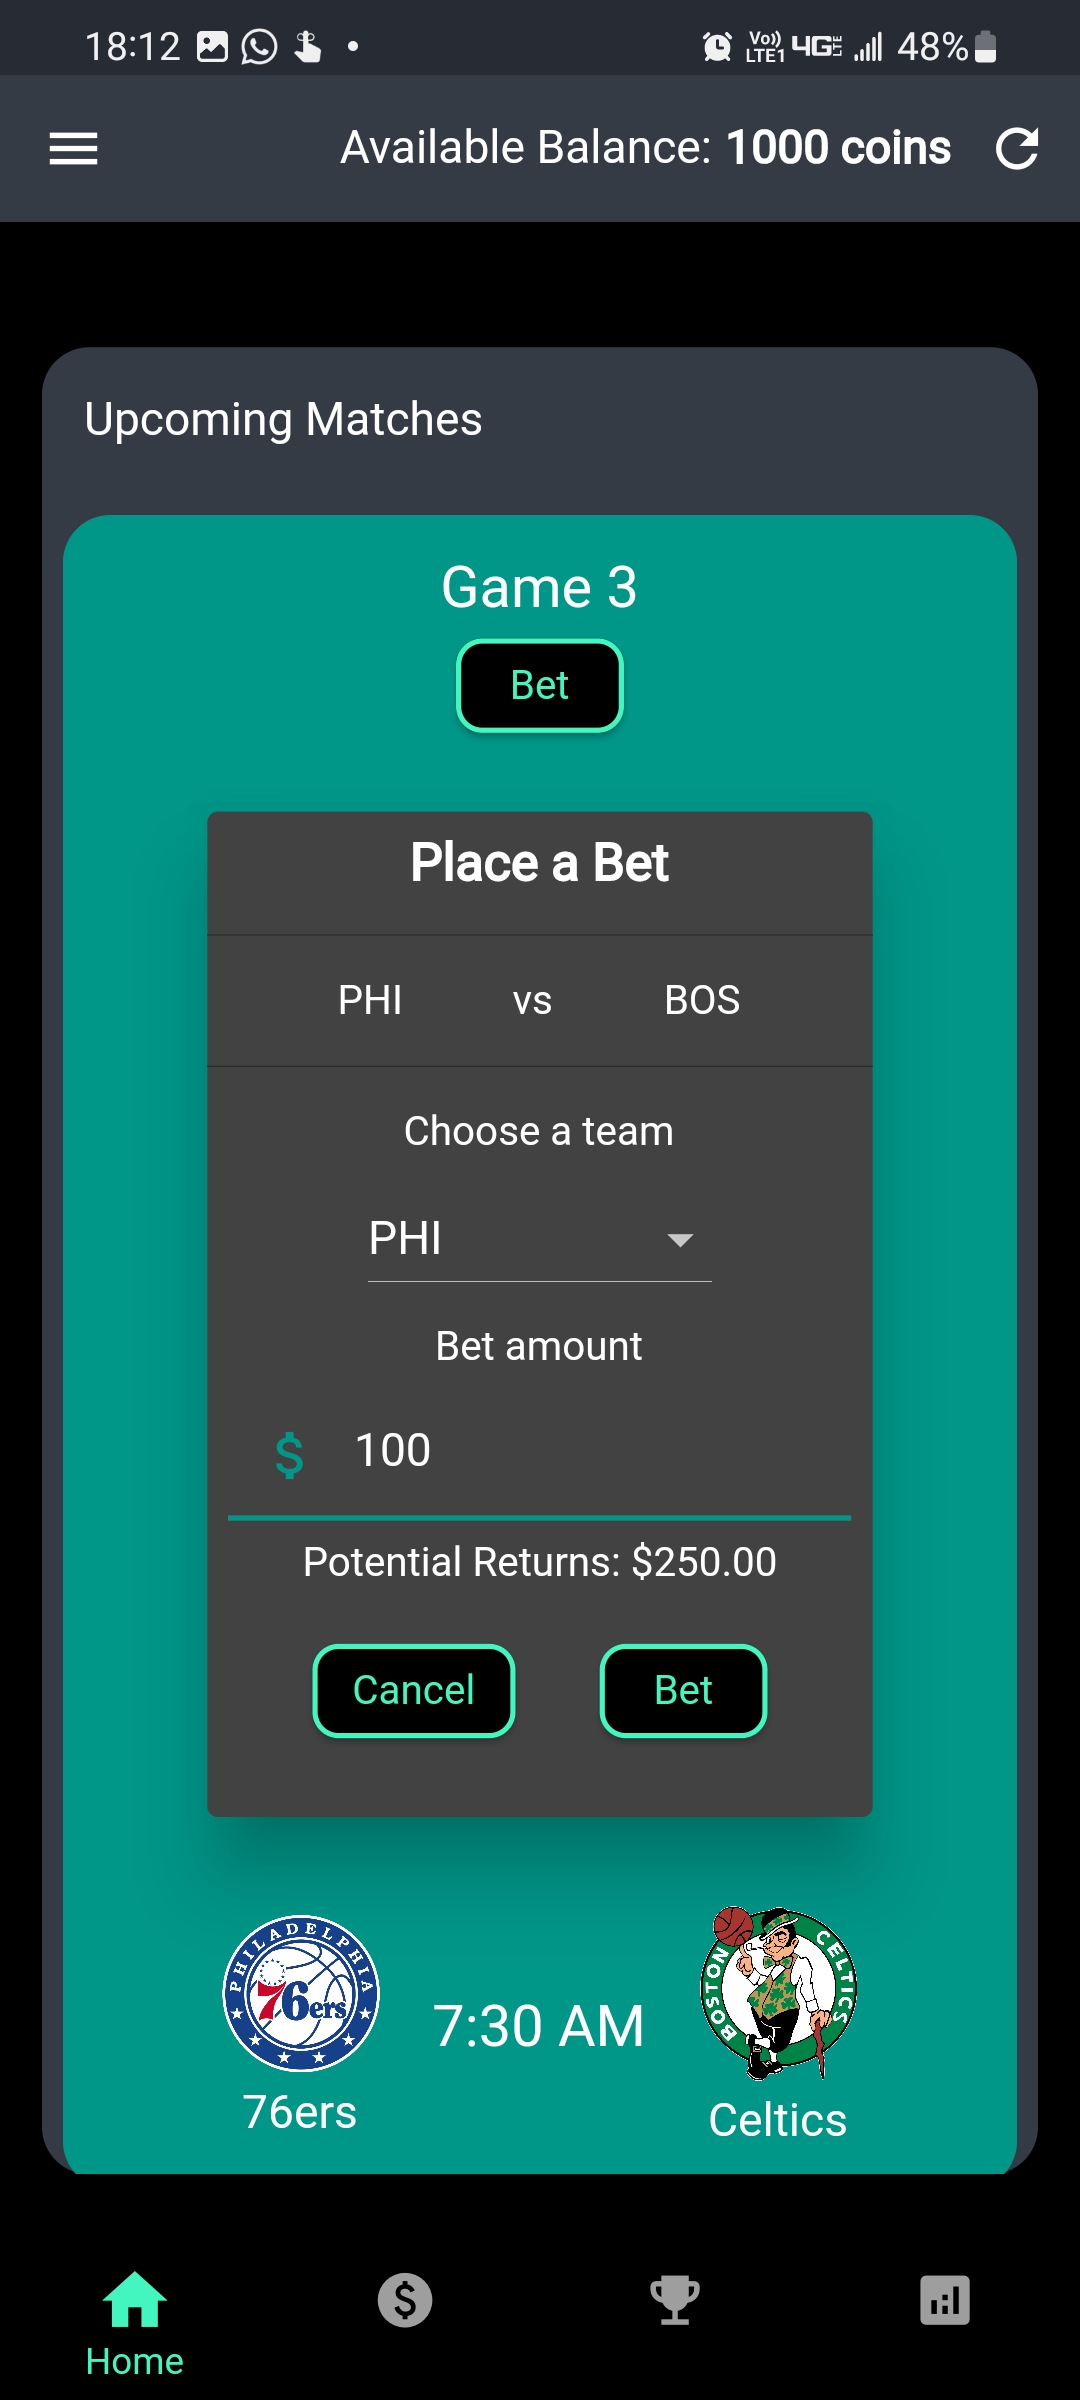 18:12 Vo)) LTE1 4G LTE 48%
Available Balance: 1000 coins
Upcoming Matches
Game 3
Bet
Place a Bet
PHI vs BOS
Choose a team
PHI
Bet amount
$ 100
Potential Returns: $250.00
Cancel Bet
PHILADELPHIA
76ers
BOSTON CELTICS
7:30 AM
76ers
Celtics
$
Home